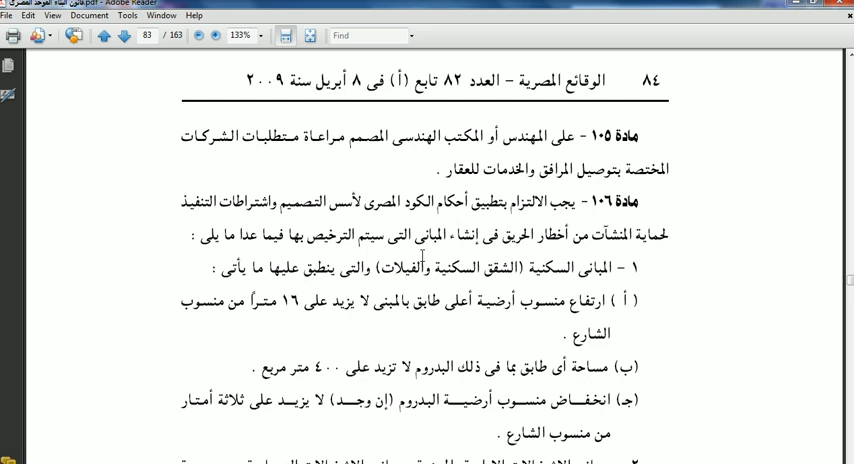 قانون البناء الموحد المصرى.pdf - Adobe Reader
Edit View Document Tools Window Help
83 / 163 133% Find
الوقائع المصرية – العدد ٨٢ تابع (أ) فى ٨ أبريل سنة ٢٠٠٩ ٨٤
مادة ١٠٥ – على المهندس أو المكتب الهندسى المصمم مراعاة متطلبات الشركات
المختصة بتوصيل المرافق والخدمات للعقار .
مادة ١٠٦ – يجب الالتزام بتطبيق أحكام الكود المصرى لأسس التصميم واشتراطات التنفيذ
لحماية المنشآت من أخطار الحريق فى إنشاء المبانى التى سيتم الترخيص بها فيما عدا ما يلى :
١ – المبانى السكنية (الشقق السكنية والفيلات) والتى ينطبق عليها ما يأتى :
( أ ) ارتفاع منسوب أرضية أعلى طابق بالمبنى لا يزيد على ١٦ متراً من منسوب
الشارع .
(ب) مساحة أى طابق بما فى ذلك البدروم لا تزيد على ٤٠٠ متر مربع .
(جـ) انخفاض منسوب أرضية البدروم (إن وجد) لا يزيد على ثلاثة أمتار
من منسوب الشارع .